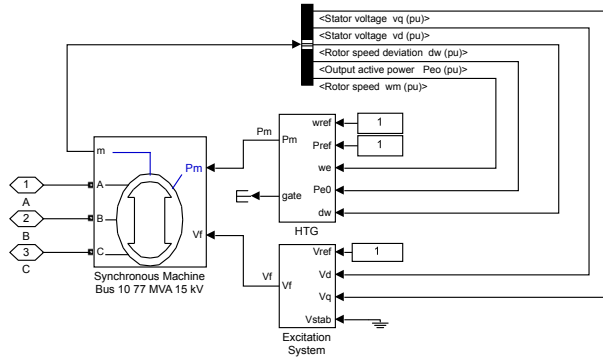 <Stator voltage vq (pu)>
<Stator voltage vd (pu)>
<Rotor speed deviation dw (pu)>
<Output active power Peo (pu)>
<Rotor speed wm (pu)>
m
Pm
A
B
C
Vf
1
A
2
B
3
C
Synchronous Machine
Bus 10 77 MVA 15 kV
Pm
Pm
gate
wref
Pref
we
Pe0
dw
HTG
1
1
Vf
Vf
Vref
Vd
Vq
Vstab
1
Excitation
System